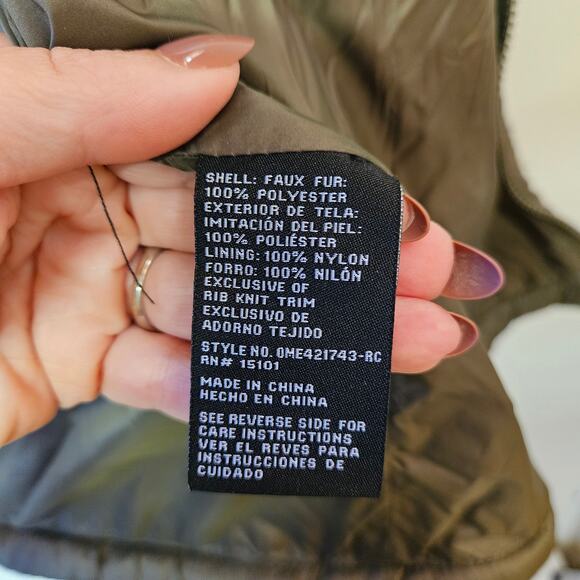 SHELL: FAUX FUR:
100% POLYESTER
EXTERIOR DE TELA:
IMITACIÓN DEL PIEL:
100% POLIÉSTER
LINING: 100% NYLON
FORRO: 100% NILÓN
EXCLUSIVE OF
RIB KNIT TRIM
EXCLUSIVO DE
ADORNO TEJIDO
STYLE NO. OME421743-RC
RN# 15101
MADE IN CHINA
HECHO EN CHINA
SEE REVERSE SIDE FOR
CARE INSTRUCTIONS
VER EL REVES PARA
INSTRUCCIONES DE
CUIDADO